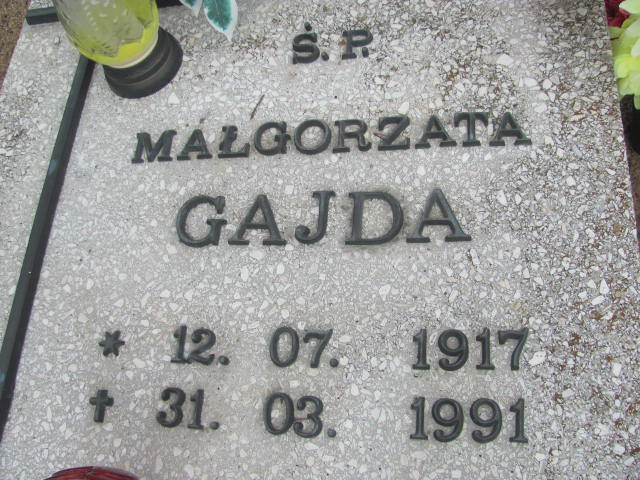 Ś. P.
MAŁGORZATA
GAJDA
* 12. 07. 1917
✝ 31. 03. 1991